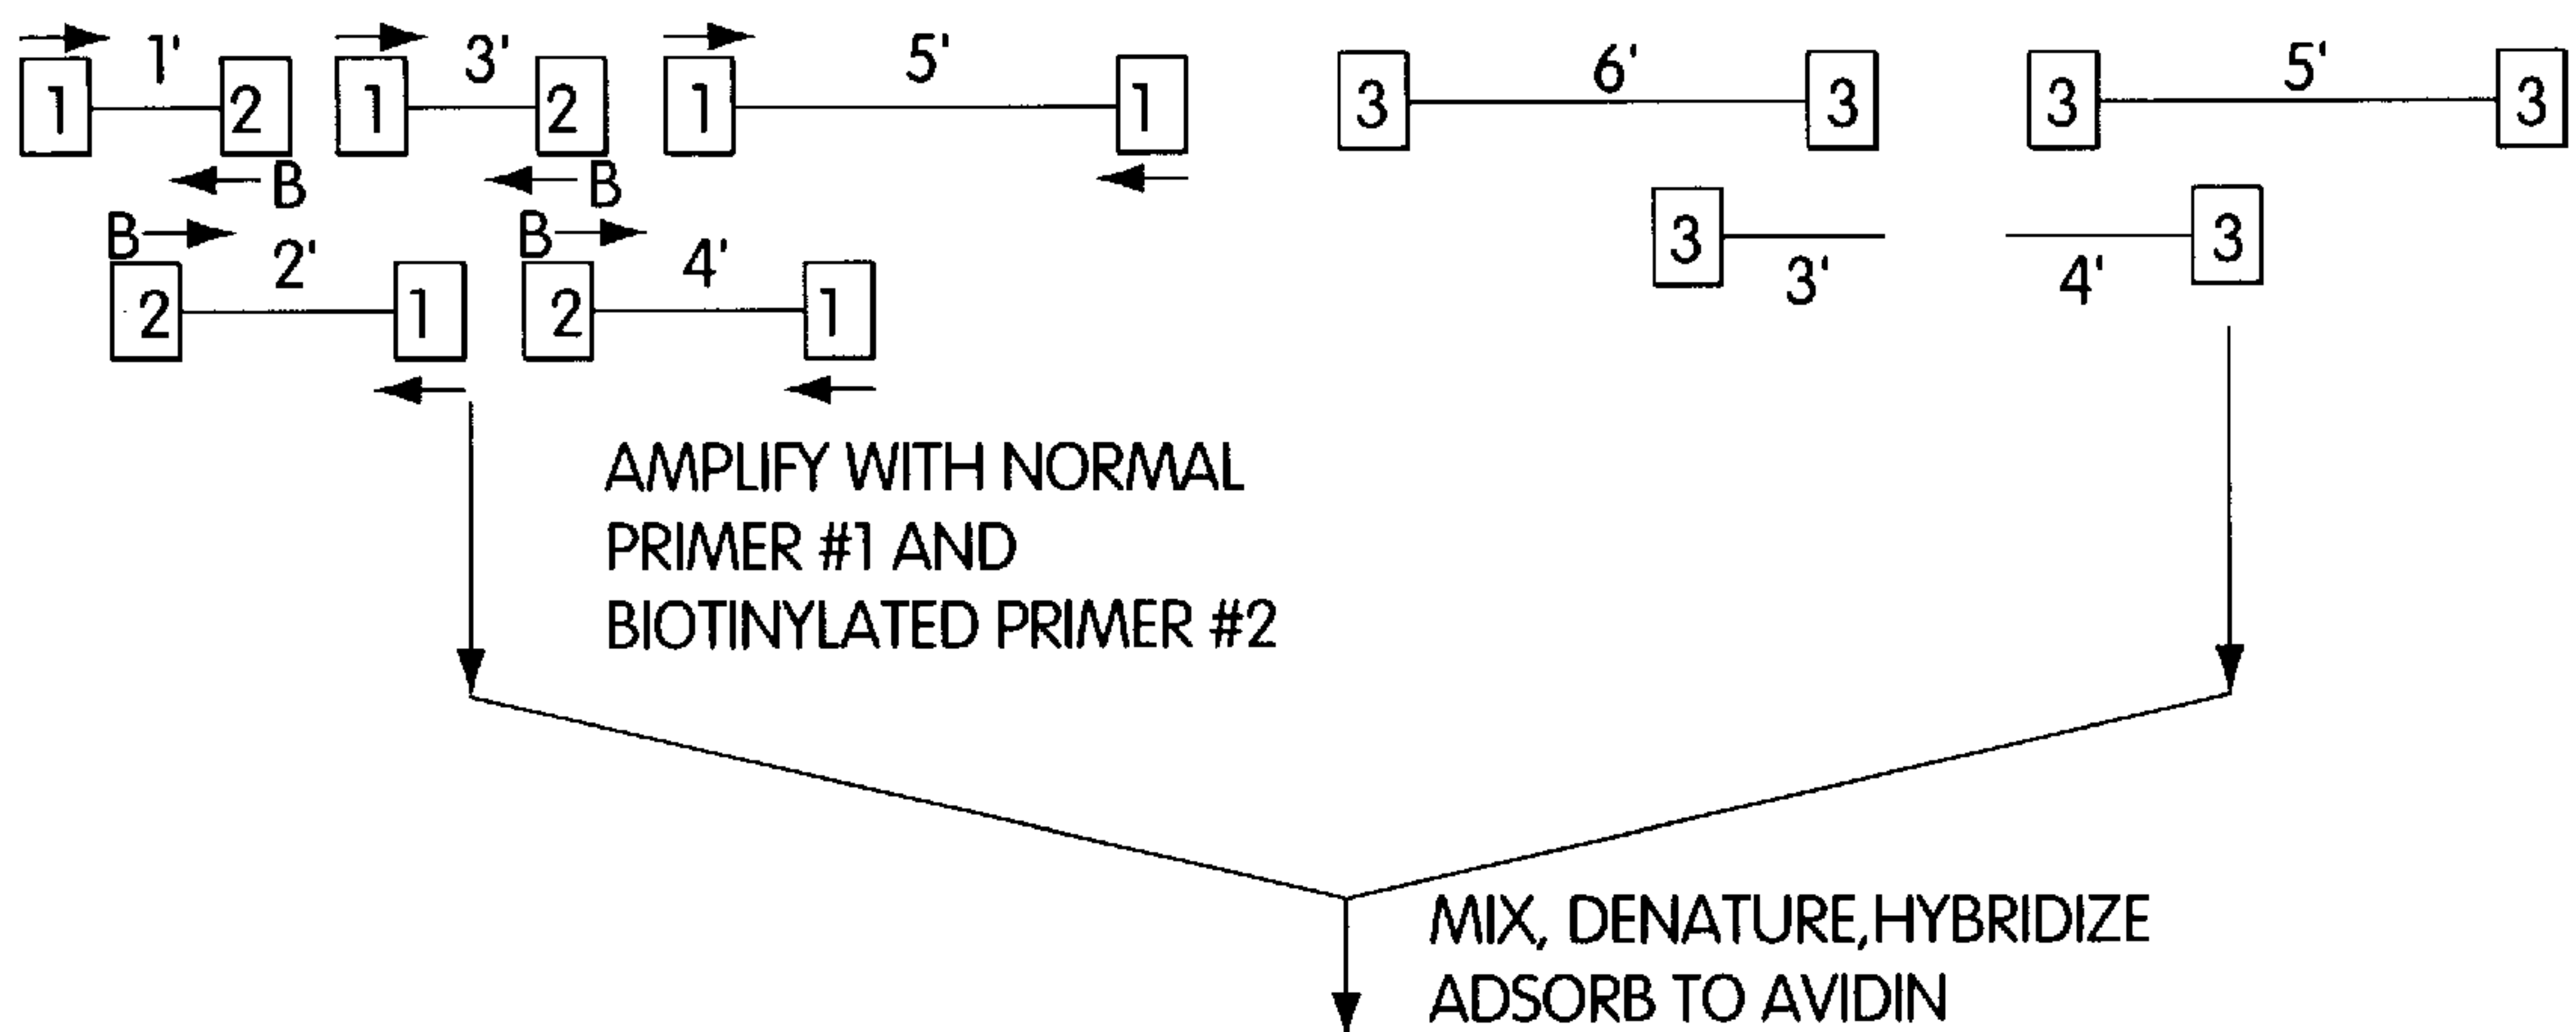 1' 3' 5' 6' 5'
1 2 1 2 1 1 3 3 3 3
B B
B B
2' 4' 3 3' 4' 3
2 1 2 1
AMPLIFY WITH NORMAL
PRIMER #1 AND
BIOTINYLATED PRIMER #2
MIX, DENATURE,HYBRIDIZE
ADSORB TO AVIDIN